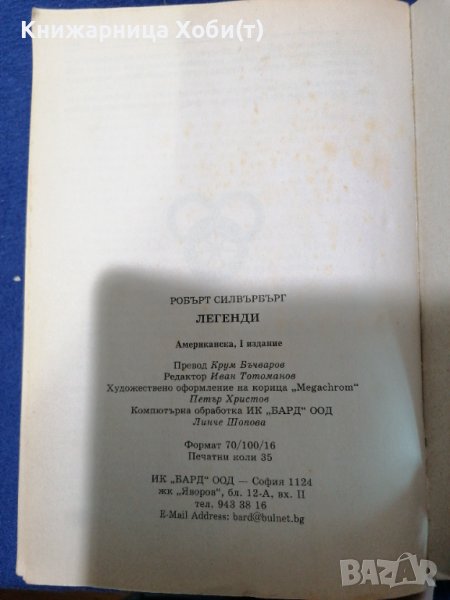 Книжарница Хоби(т)
РОБЪРТ СИЛВЪРБЪРГ
ЛЕГЕНДИ
Американска, I издание
Превод Крум Бъчваров
Редактор Иван Тотоманов
Художествено оформление на корица „Megachrom“
Петър Христов
Компютърна обработка ИК „БАРД“ ООД
Линче Шопова
Формат 70/100/16
Печатни коли 35
ИК „БАРД“ ООД — София 1124
жк „Яворов“, бл. 12-А, вх. II
тел. 943 38 16
E-Mail Address: bard@bulnet.bg
BAZAR